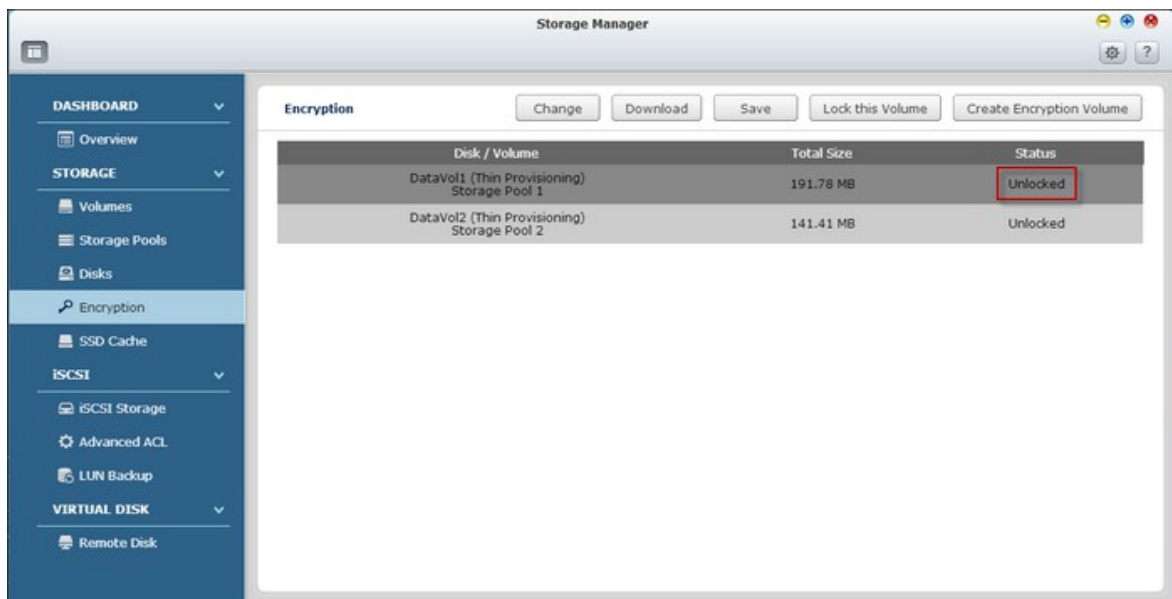 Storage Manager
?
DASHBOARD
Overview
STORAGE
Volumes
Storage Pools
Disks
Encryption
SSD Cache
iSCSI
iSCSI Storage
Advanced ACL
LUN Backup
VIRTUAL DISK
Remote Disk
Encryption Change Download Save Lock this Volume Create Encryption Volume
Disk / Volume Total Size Status
DataVol1 (Thin Provisioning)
Storage Pool 1
191.78 MB Unlocked
DataVol2 (Thin Provisioning)
Storage Pool 2
141.41 MB Unlocked